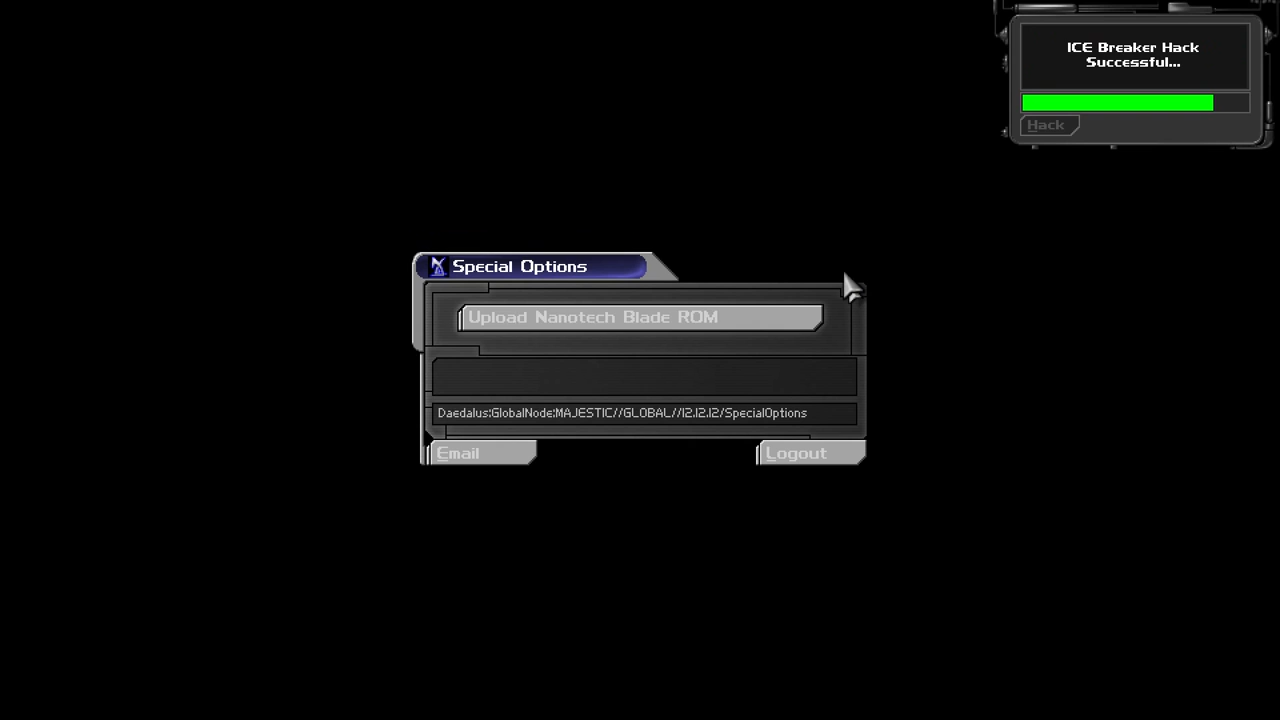 ICE Breaker Hack
Successful...
Hack
Special Options
Upload Nanotech Blade ROM
Daedalus:GlobalNode:MAJESTIC//GLOBAL//12.12.12/SpecialOptions
Email
Logout